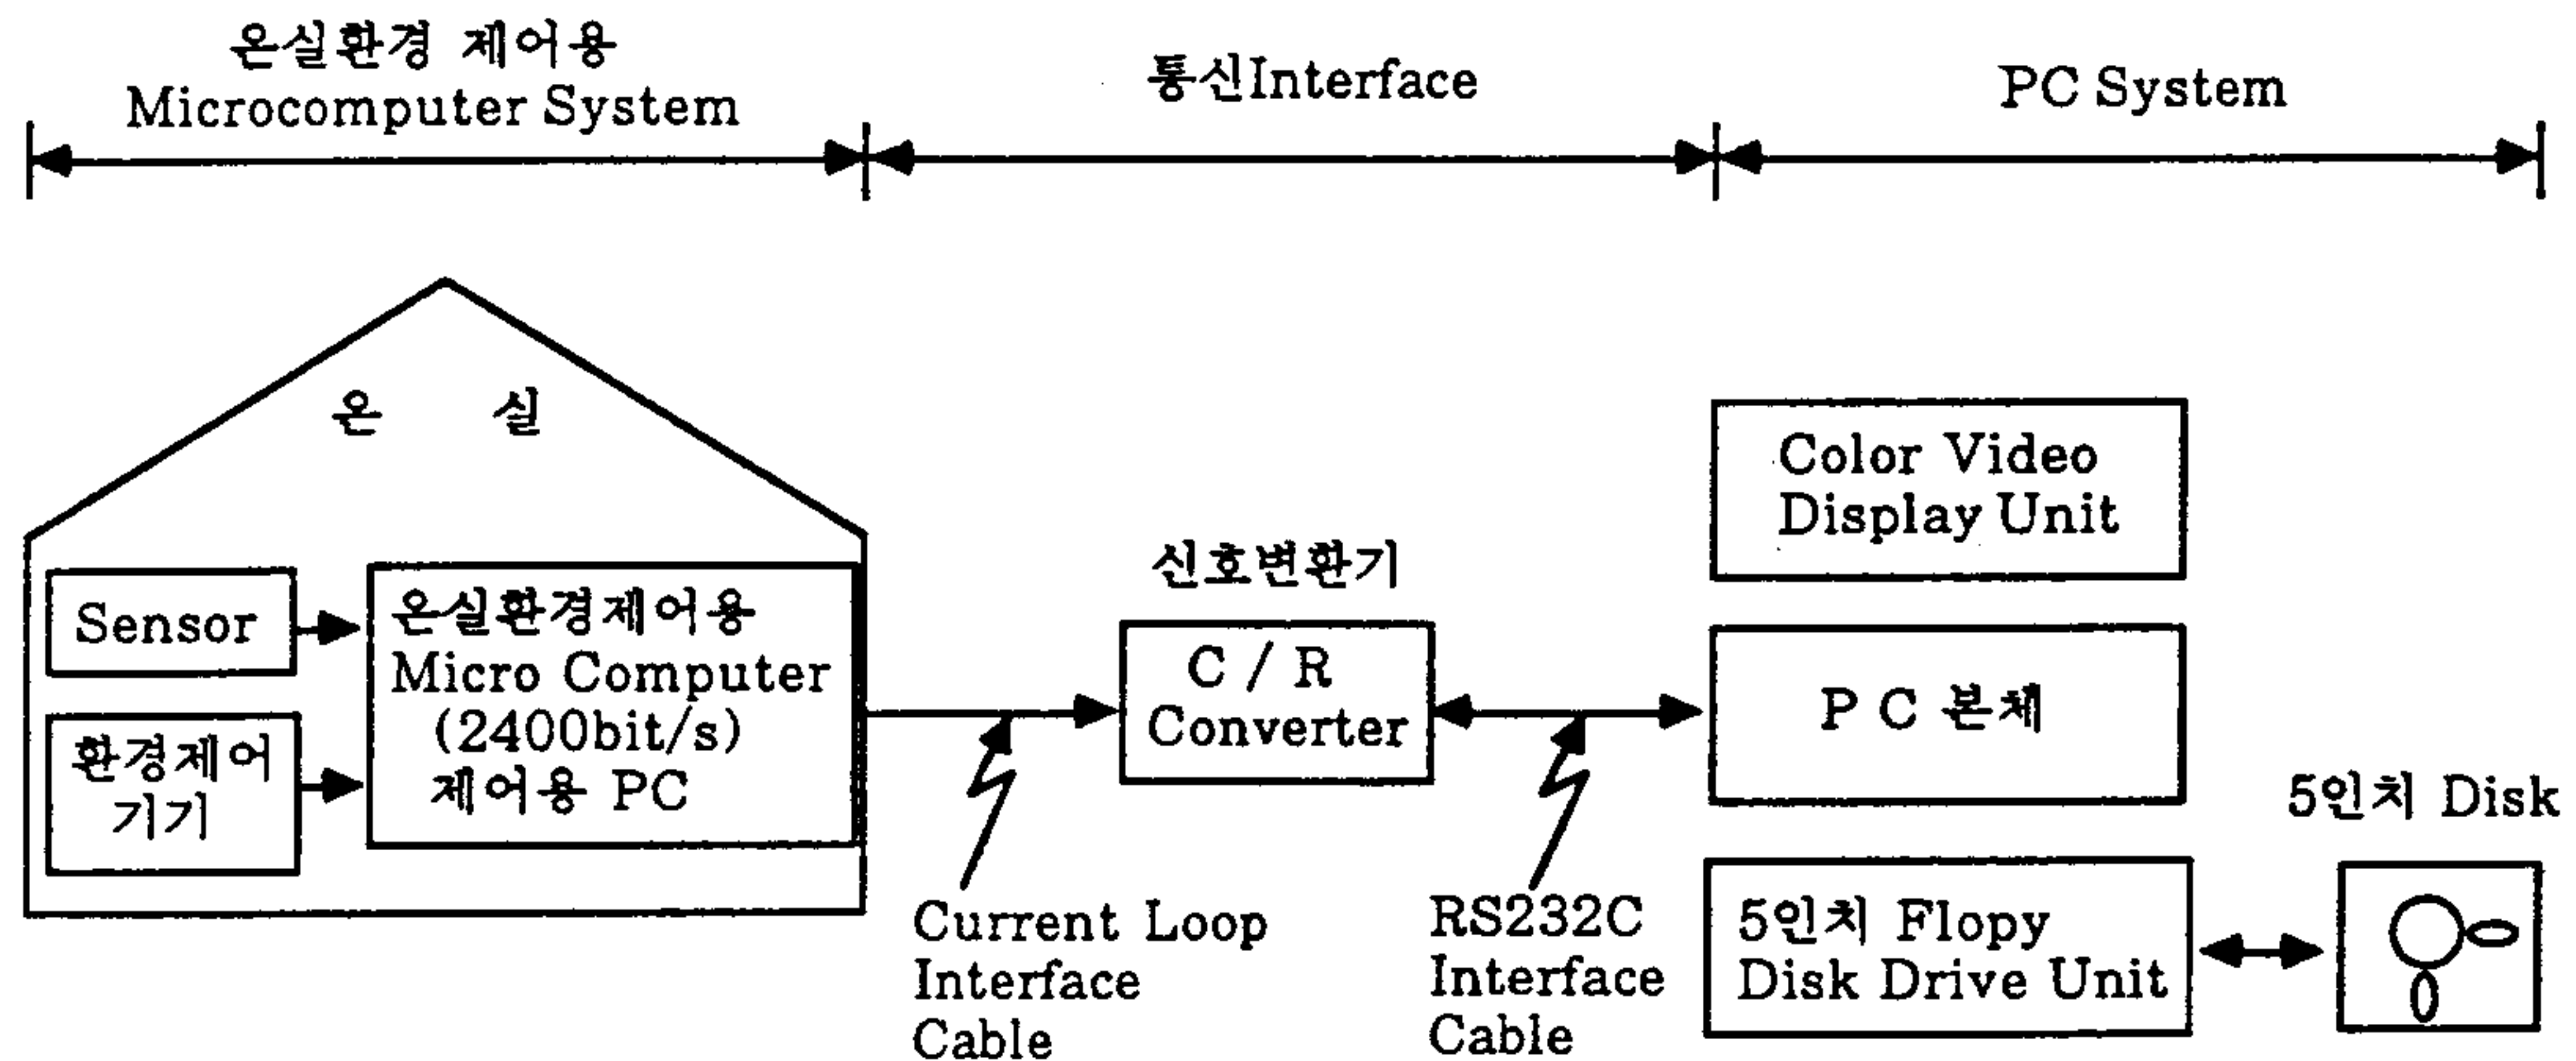 온실환경 제어용
Microcomputer System
통신Interface
PC System
온 실
Sensor
환경제어
기기
온실환경제어용
Micro Computer
(2400bit/s)
제어용 PC
신호변환기
C / R
Converter
Current Loop
Interface
Cable
RS232C
Interface
Cable
Color Video
Display Unit
P C 본체
5인치 Flopy
Disk Drive Unit
5인치 Disk